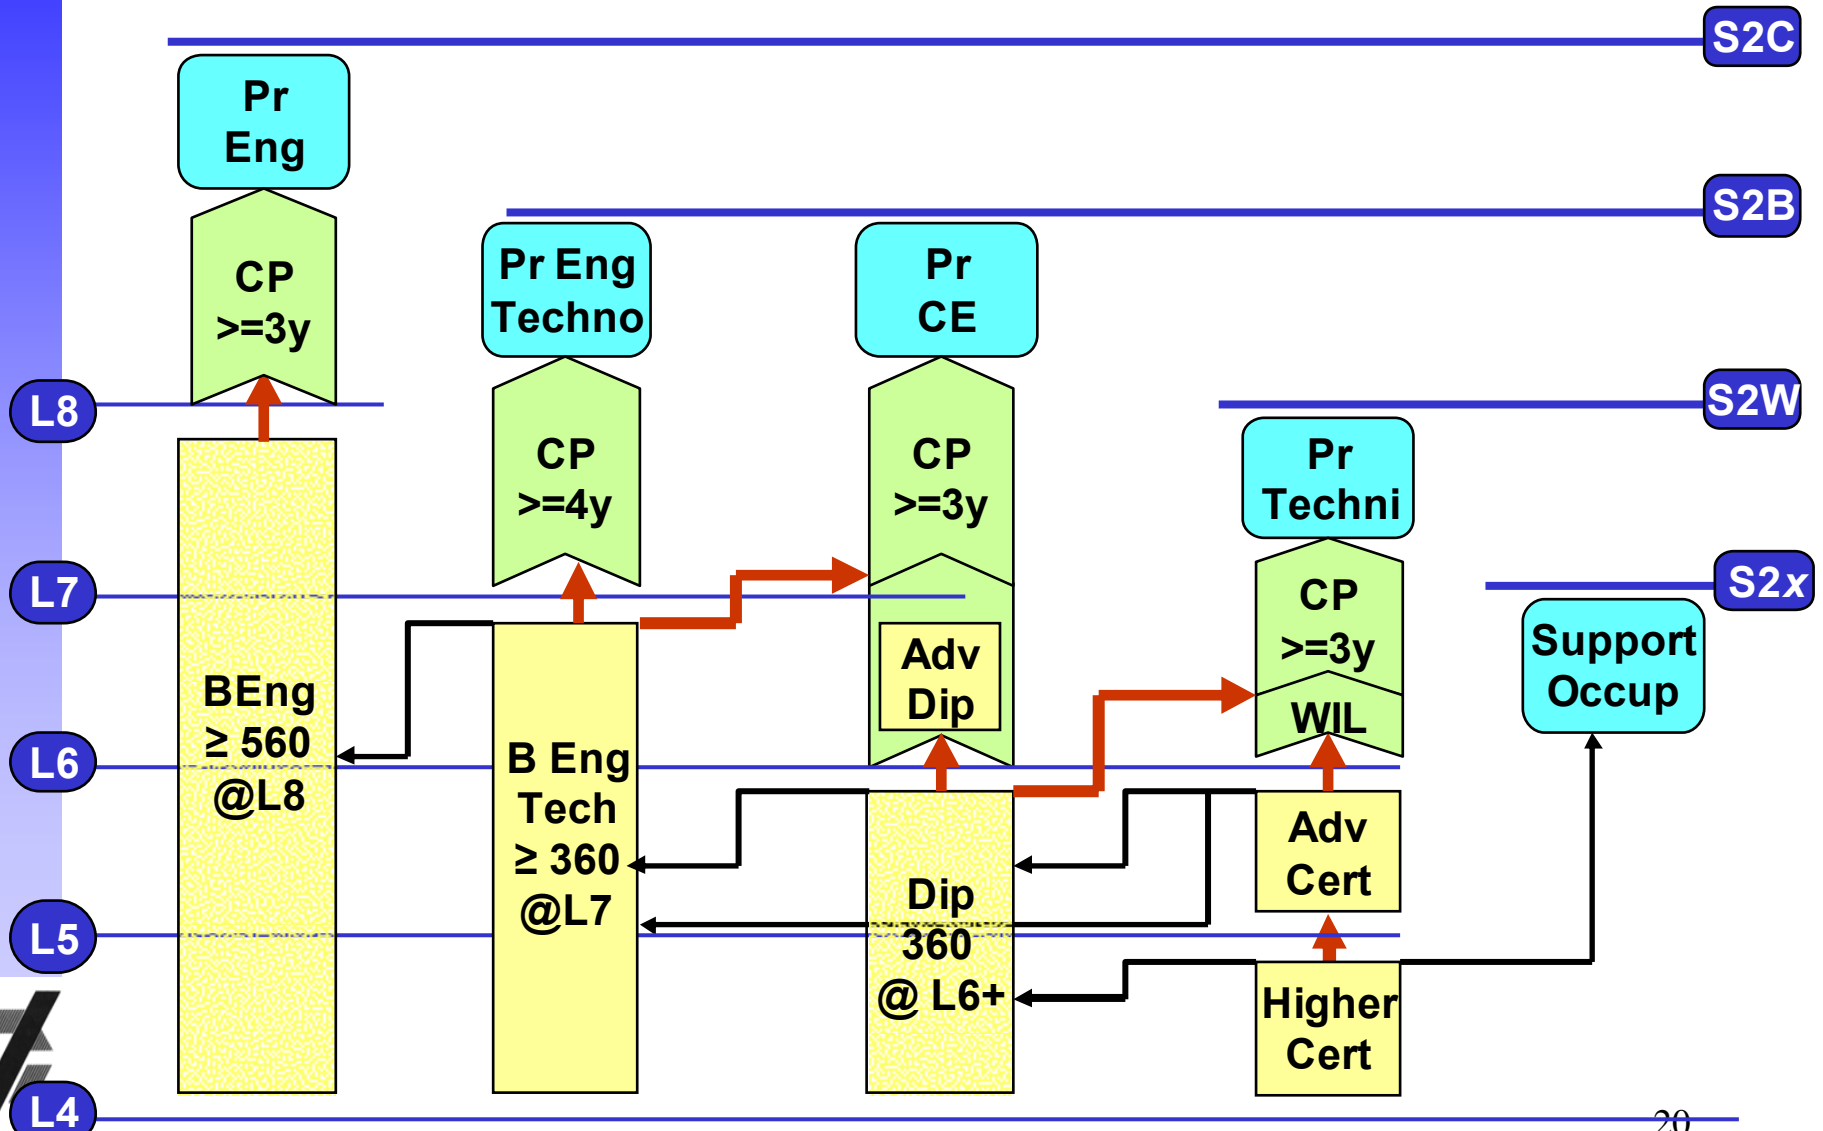 S2C
Pr
Eng
S2B
CP
>=3y
Pr Eng
Techno
Pr
CE
L8
S2W
CP
>=4y
CP
>=3y
Pr
Techni
L7
S2x
CP
>=3y
Support
Occup
Adv
Dip
WIL
BEng
≥ 560
@L8
L6
B Eng
Tech
≥ 360
@L7
Adv
Cert
Dip
360
@ L6+
L5
Higher
Cert
L4
20